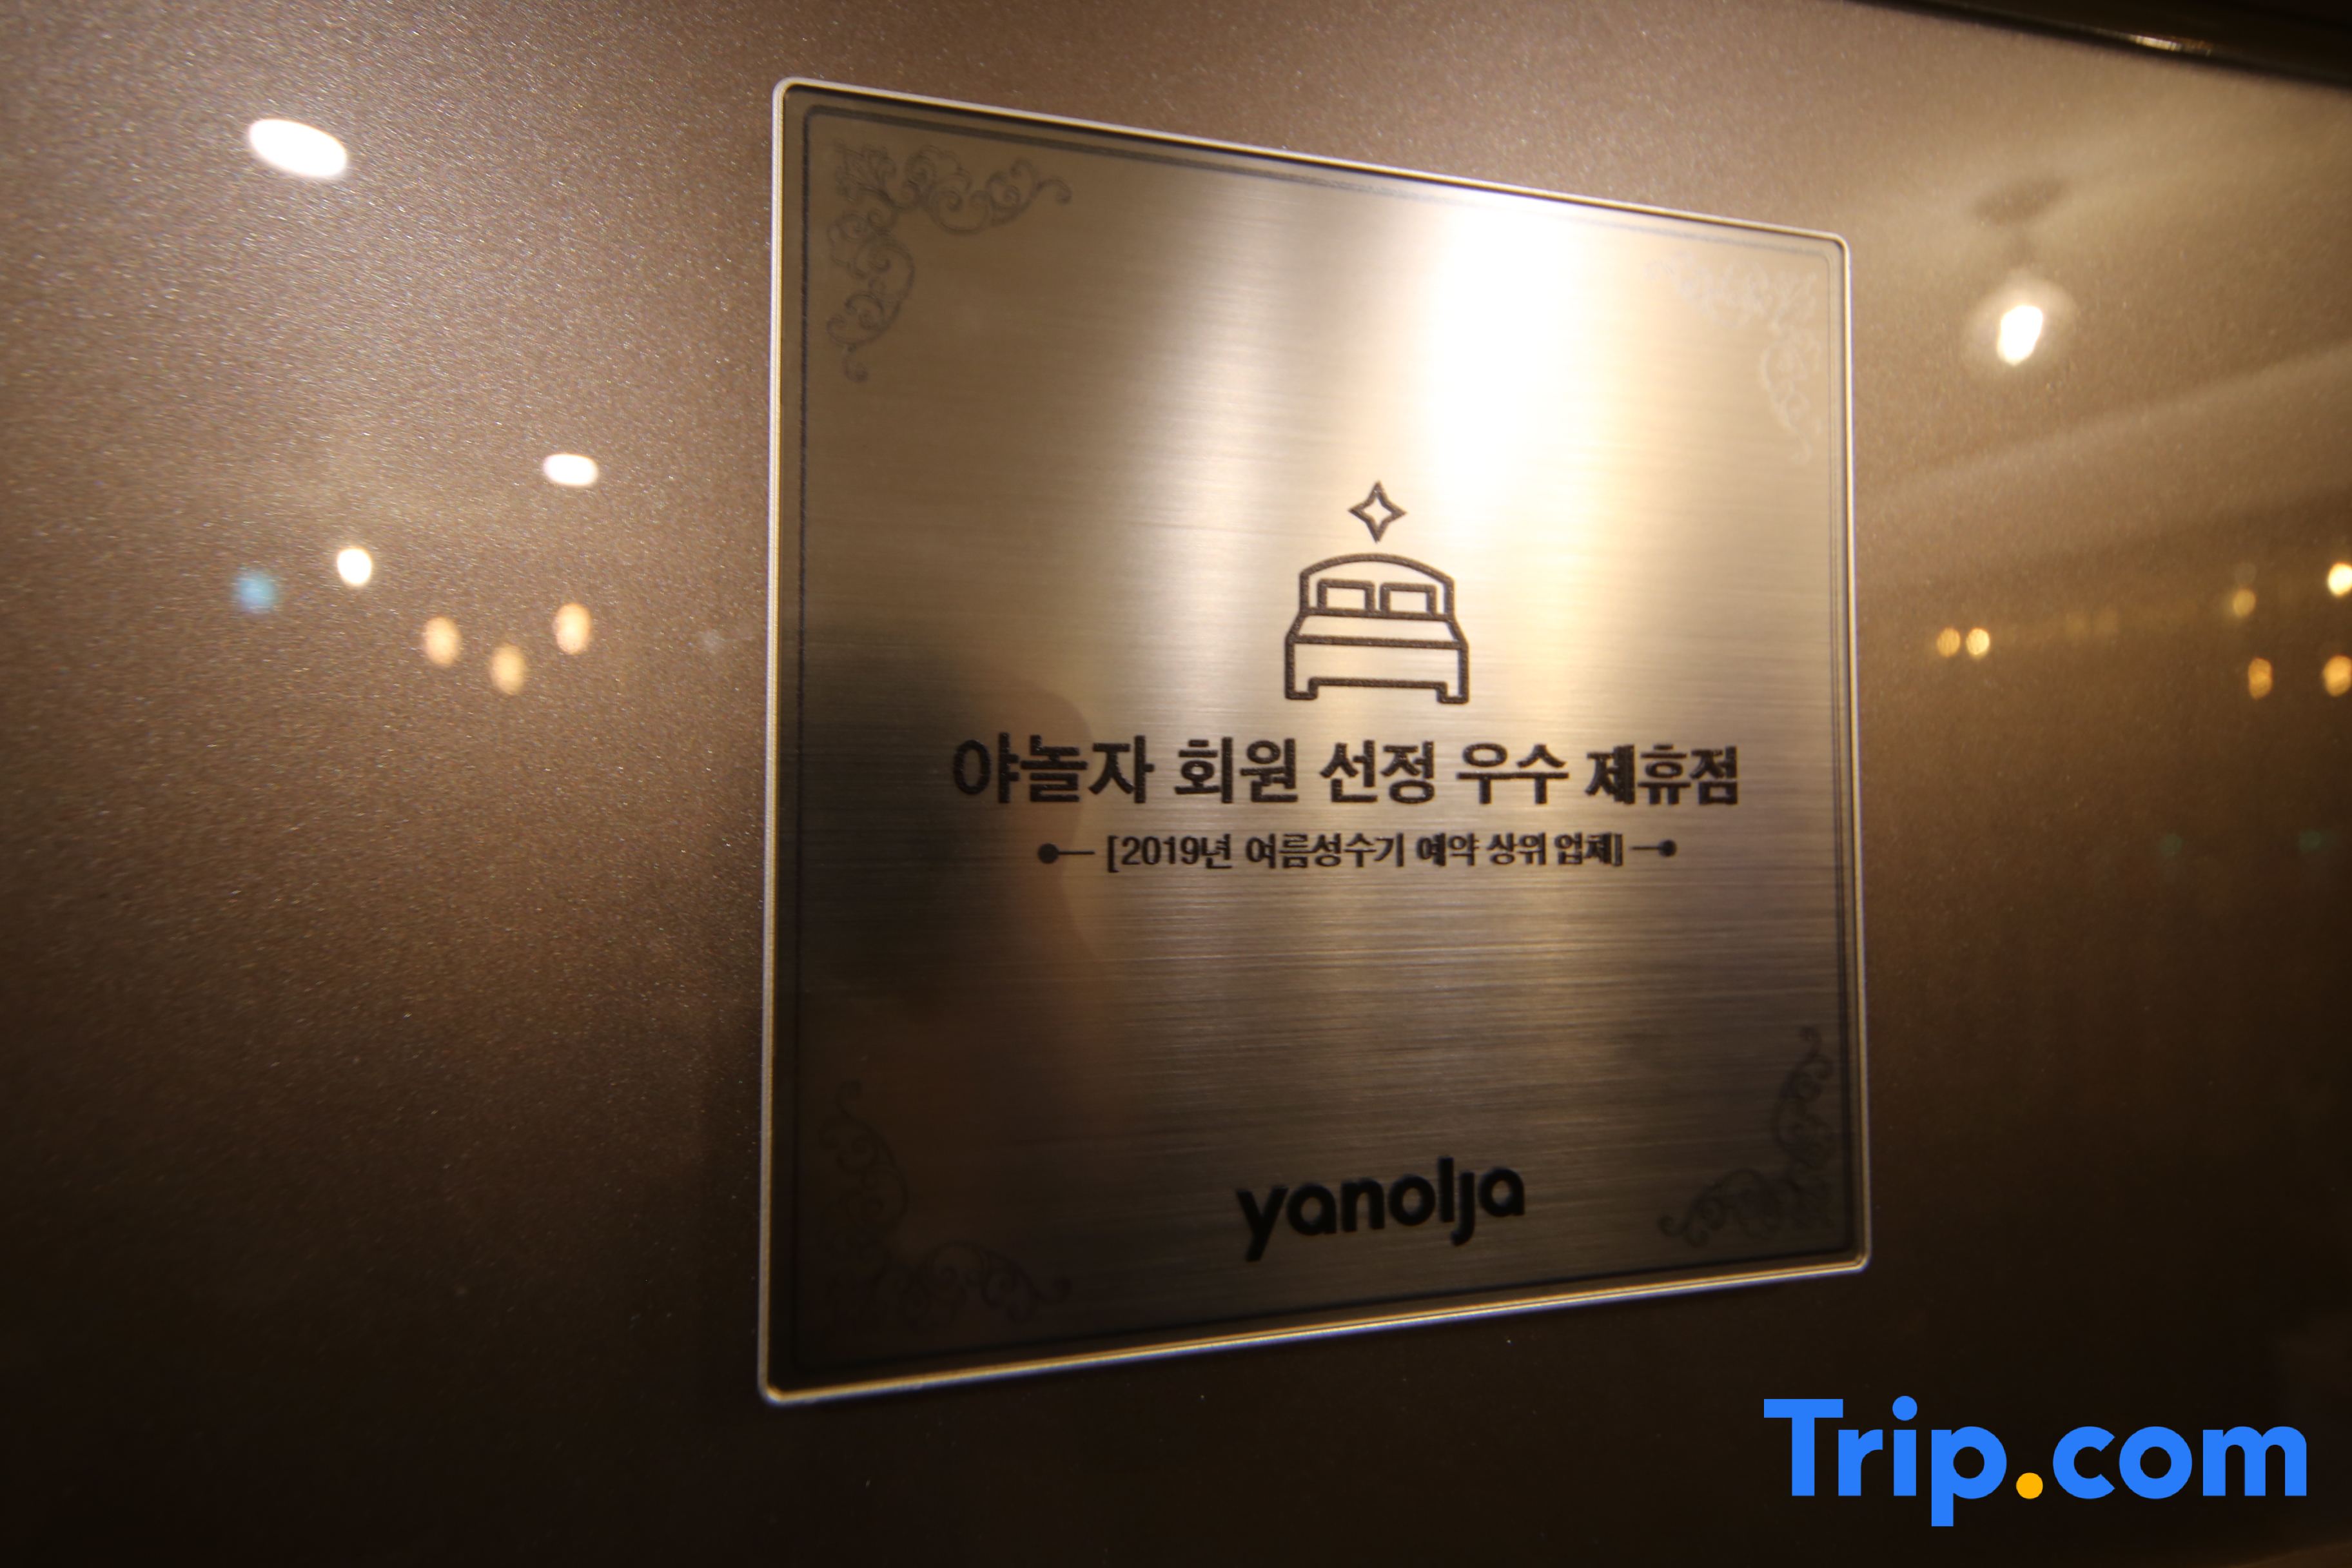 야놀자 회원 선정 우수 제휴점
[2019년 여름성수기 예약 상위 업체]
yanolja
Trip.com